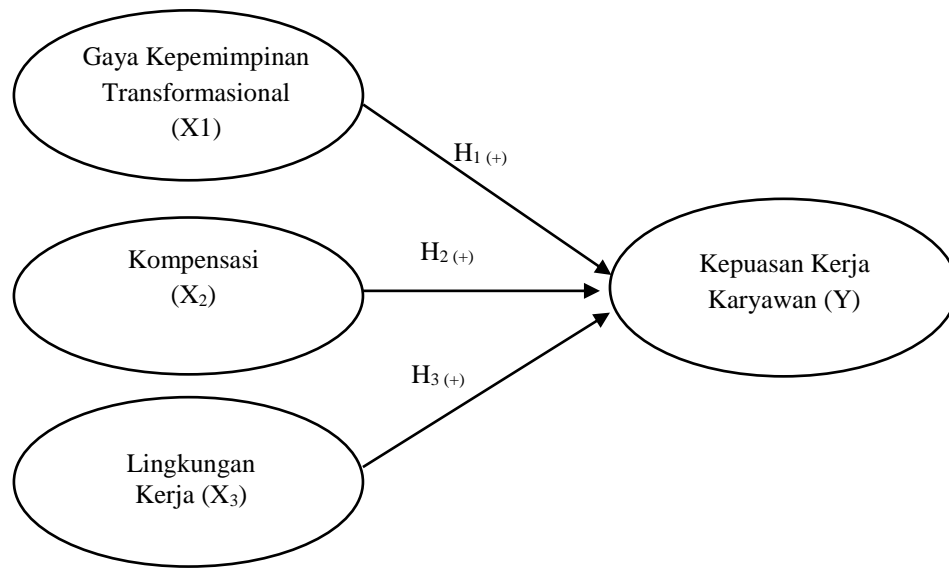 Gaya Kepemimpinan
Transformasional
(X1)
H₁ (+)
Kompensasi
(X₂)
H₂ (+)
Kepuasan Kerja
Karyawan (Y)
H₃ (+)
Lingkungan
Kerja (X₃)